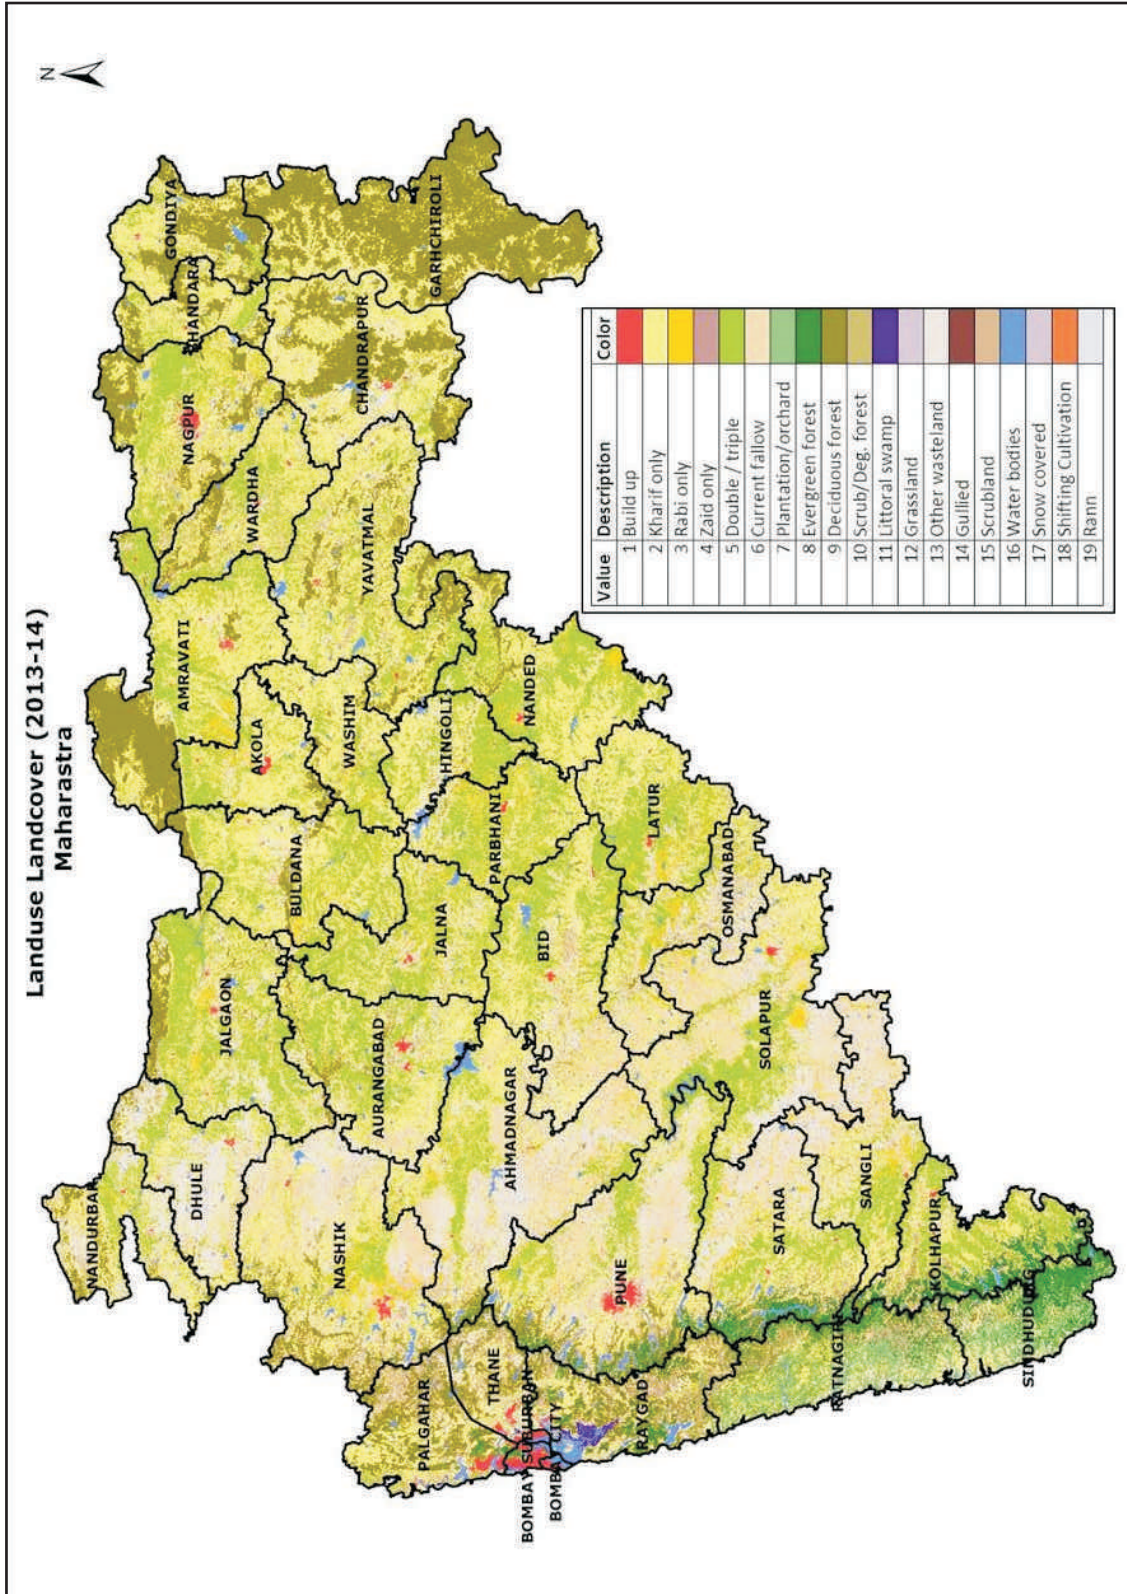 Landuse Landcover (2013-14)
Maharastra
N
NANDURBAR
DHULE
JALGAON
BULDANA
AKOLA
AMRAVATI
WASHIM
YAVATMAL
WARDHA
NAGPUR
BHANDARA
GONDIYA
CHANDRAPUR
GARHCHIROLI
NASHIK
AURANGABAD
JALNA
HINGOLI
PARBHANI
NANDED
PALGAHAR
THANE
BOMBAY SUBURBAN
BOMBAY CITY
AHMADNAGAR
BID
LATUR
OSMANABAD
RAYGAD
PUNE
SOLAPUR
SATARA
SANGLI
RATNAGIRI
KOLHAPUR
SINDHUDURG
Value Description Color
1 Build up
2 Kharif only
3 Rabi only
4 Zaid only
5 Double / triple
6 Current fallow
7 Plantation/orchard
8 Evergreen forest
9 Deciduous forest
10 Scrub/Deg. forest
11 Littoral swamp
12 Grassland
13 Other wasteland
14 Gullied
15 Scrubland
16 Water bodies
17 Snow covered
18 Shifting Cultivation
19 Rann